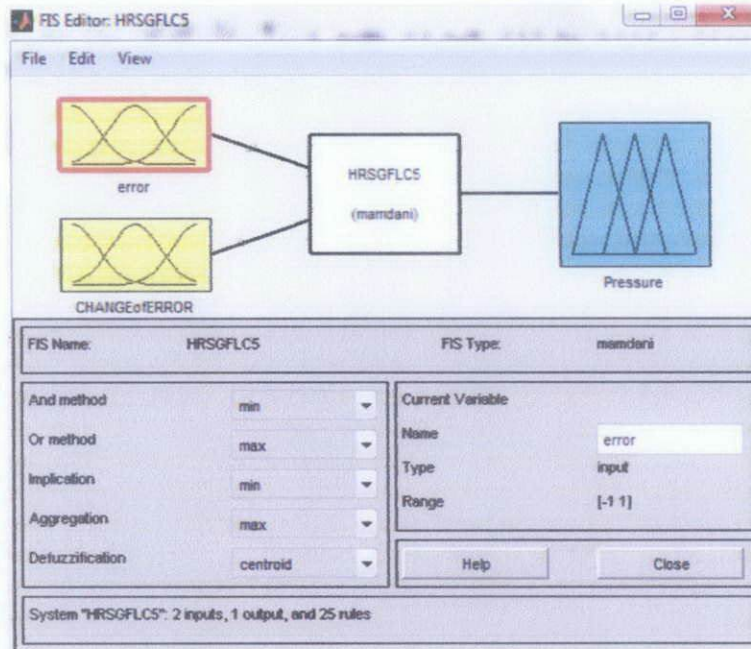 FIS Editor: HRSGFLC5
File Edit View
error
HRSGFLC5
(mamdani)
CHANGEofERROR
Pressure
FIS Name: HRSGFLC5 FIS Type: mamdani
And method min
Or method max
Implication min
Aggregation max
Defuzzification centroid
Current Variable
Name error
Type input
Range [-1 1]
Help Close
System "HRSGFLC5": 2 inputs, 1 output, and 25 rules